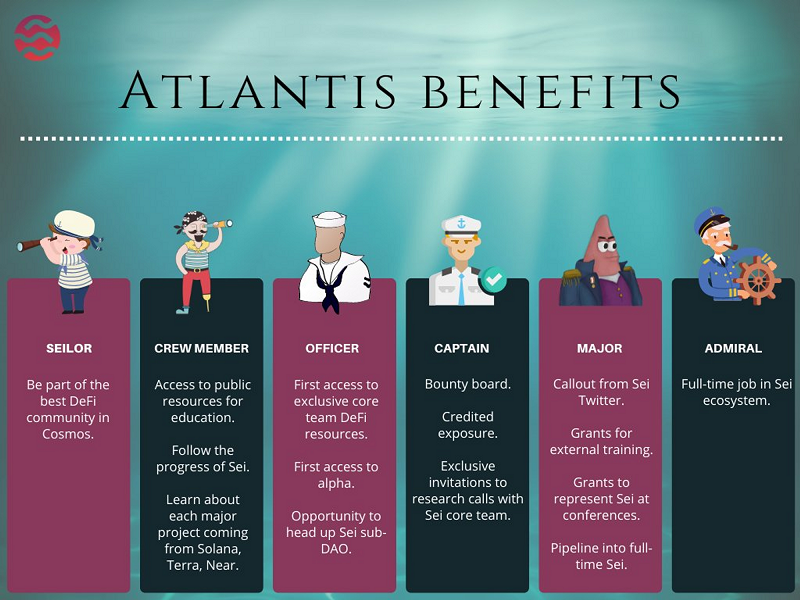 ATLANTIS BENEFITS
SEILOR
Be part of the
best DeFi
community in
Cosmos.
CREW MEMBER
Access to public
resources for
education.
Follow the
progress of Sei.
Learn about
each major
project coming
from Solana,
Terra, Near.
OFFICER
First access to
exclusive core
team DeFi
resources.
First access to
alpha.
Opportunity to
head up Sei sub-
DAO.
CAPTAIN
Bounty board.
Credited
exposure.
Exclusive
invitations to
research calls with
Sei core team.
MAJOR
Callout from Sei
Twitter.
Grants for
external training.
Grants to
represent Sei at
conferences.
Pipeline into full-
time Sei.
ADMIRAL
Full-time job in Sei
ecosystem.